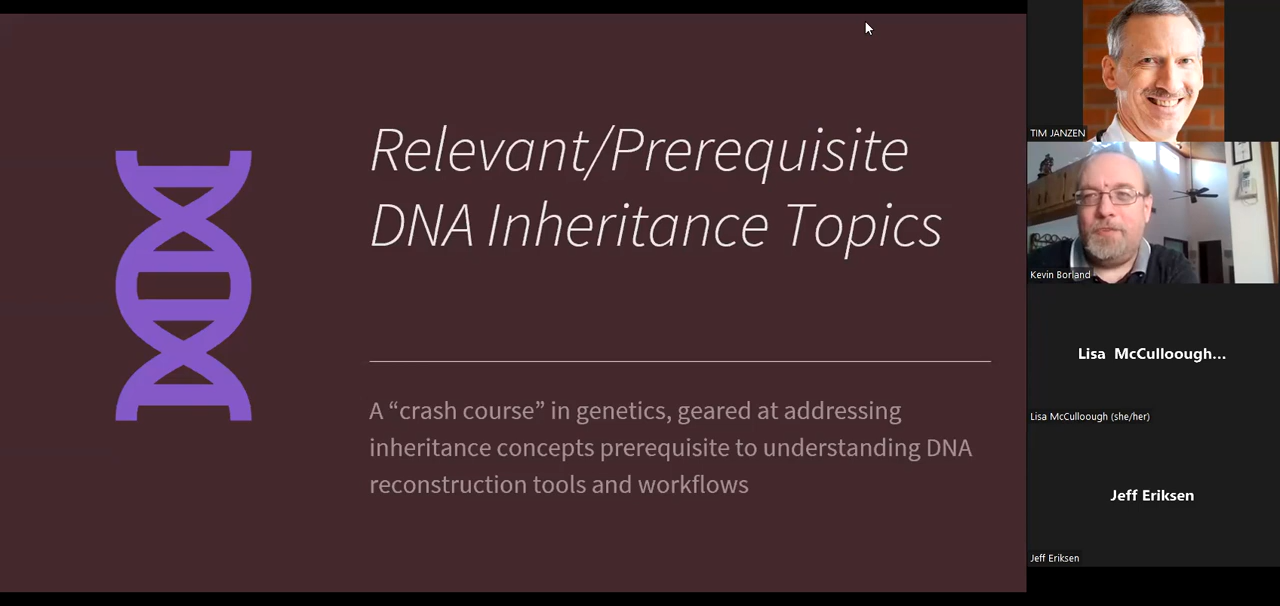 Relevant/Prerequisite
DNA Inheritance Topics
A “crash course” in genetics, geared at addressing
inheritance concepts prerequisite to understanding DNA
reconstruction tools and workflows
TIM JANZEN
Kevin Borland
Lisa McCulloough...
Lisa McCulloough (she/her)
Jeff Eriksen
Jeff Eriksen